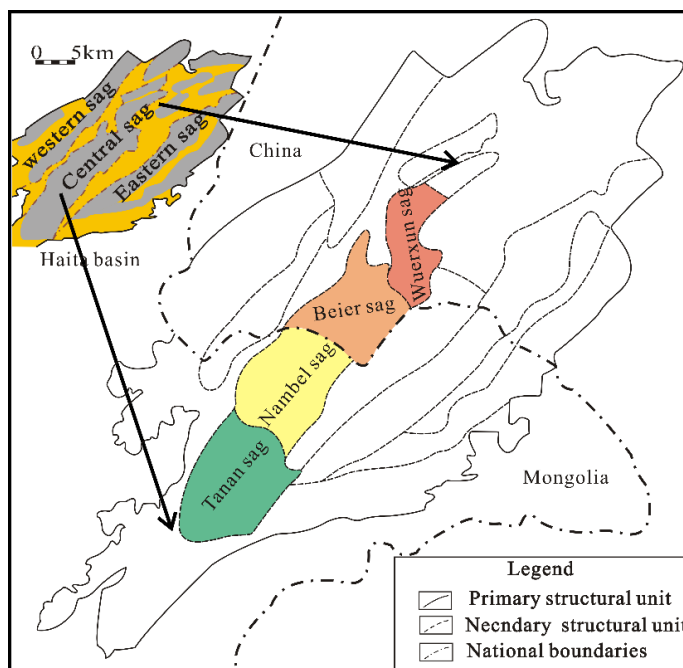 0 5km
western sag
Central sag
Eastern sag
Haita basin
China
Wuerxun sag
Beier sag
Nambel sag
Tanan sag
Mongolia
Legend
Primary structural unit
Necndary structural unit
National boundaries